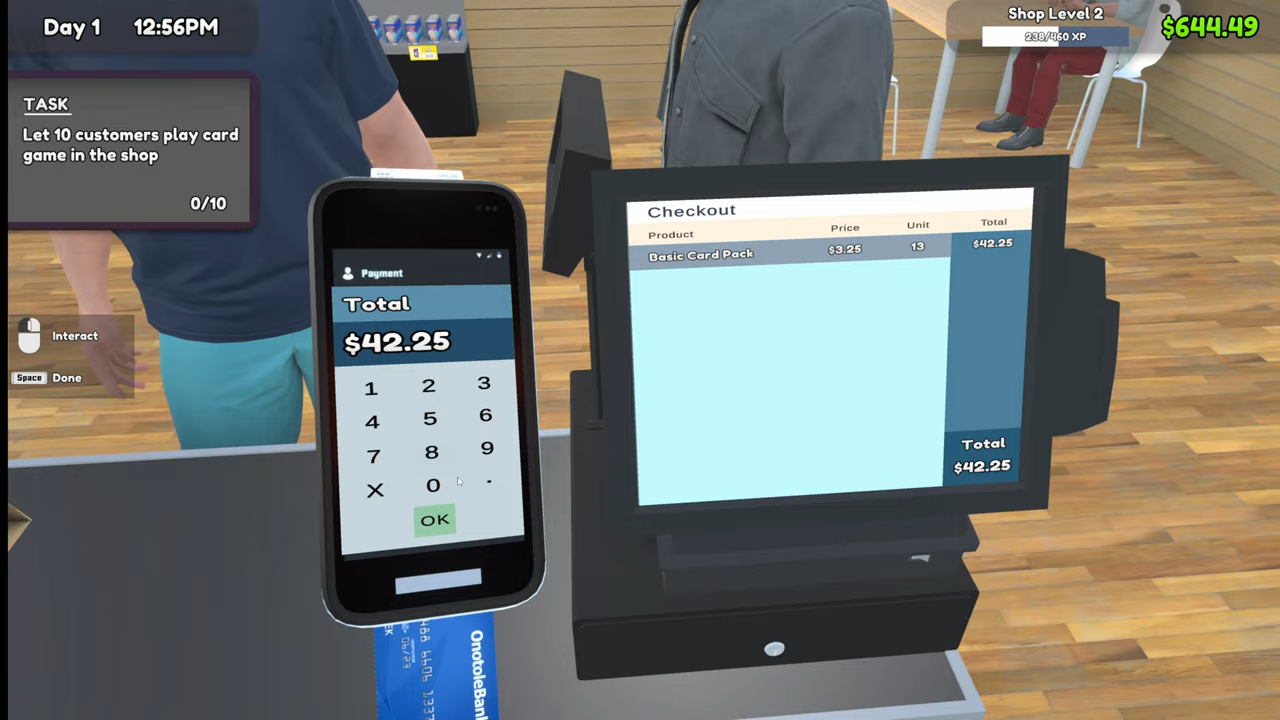 Day 1 12:56PM
Shop Level 2
238/460 XP
$644.49
TASK
Let 10 customers play card
game in the shop
0/10
Interact
Space Done
Payment
Total
$42.25
1 2 3
4 5 6
7 8 9
X 0 .
OK
Checkout
Product Price Unit Total
Basic Card Pack $3.25 13 $42.25
Total
$42.25
OnotoleBank